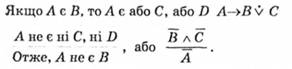 Якщо A є B, то A є або C, або D A→B ⩒ C
A не є ні C, ні D
Отже, A не є B , або B̅ ∧ C̅ / A̅ .